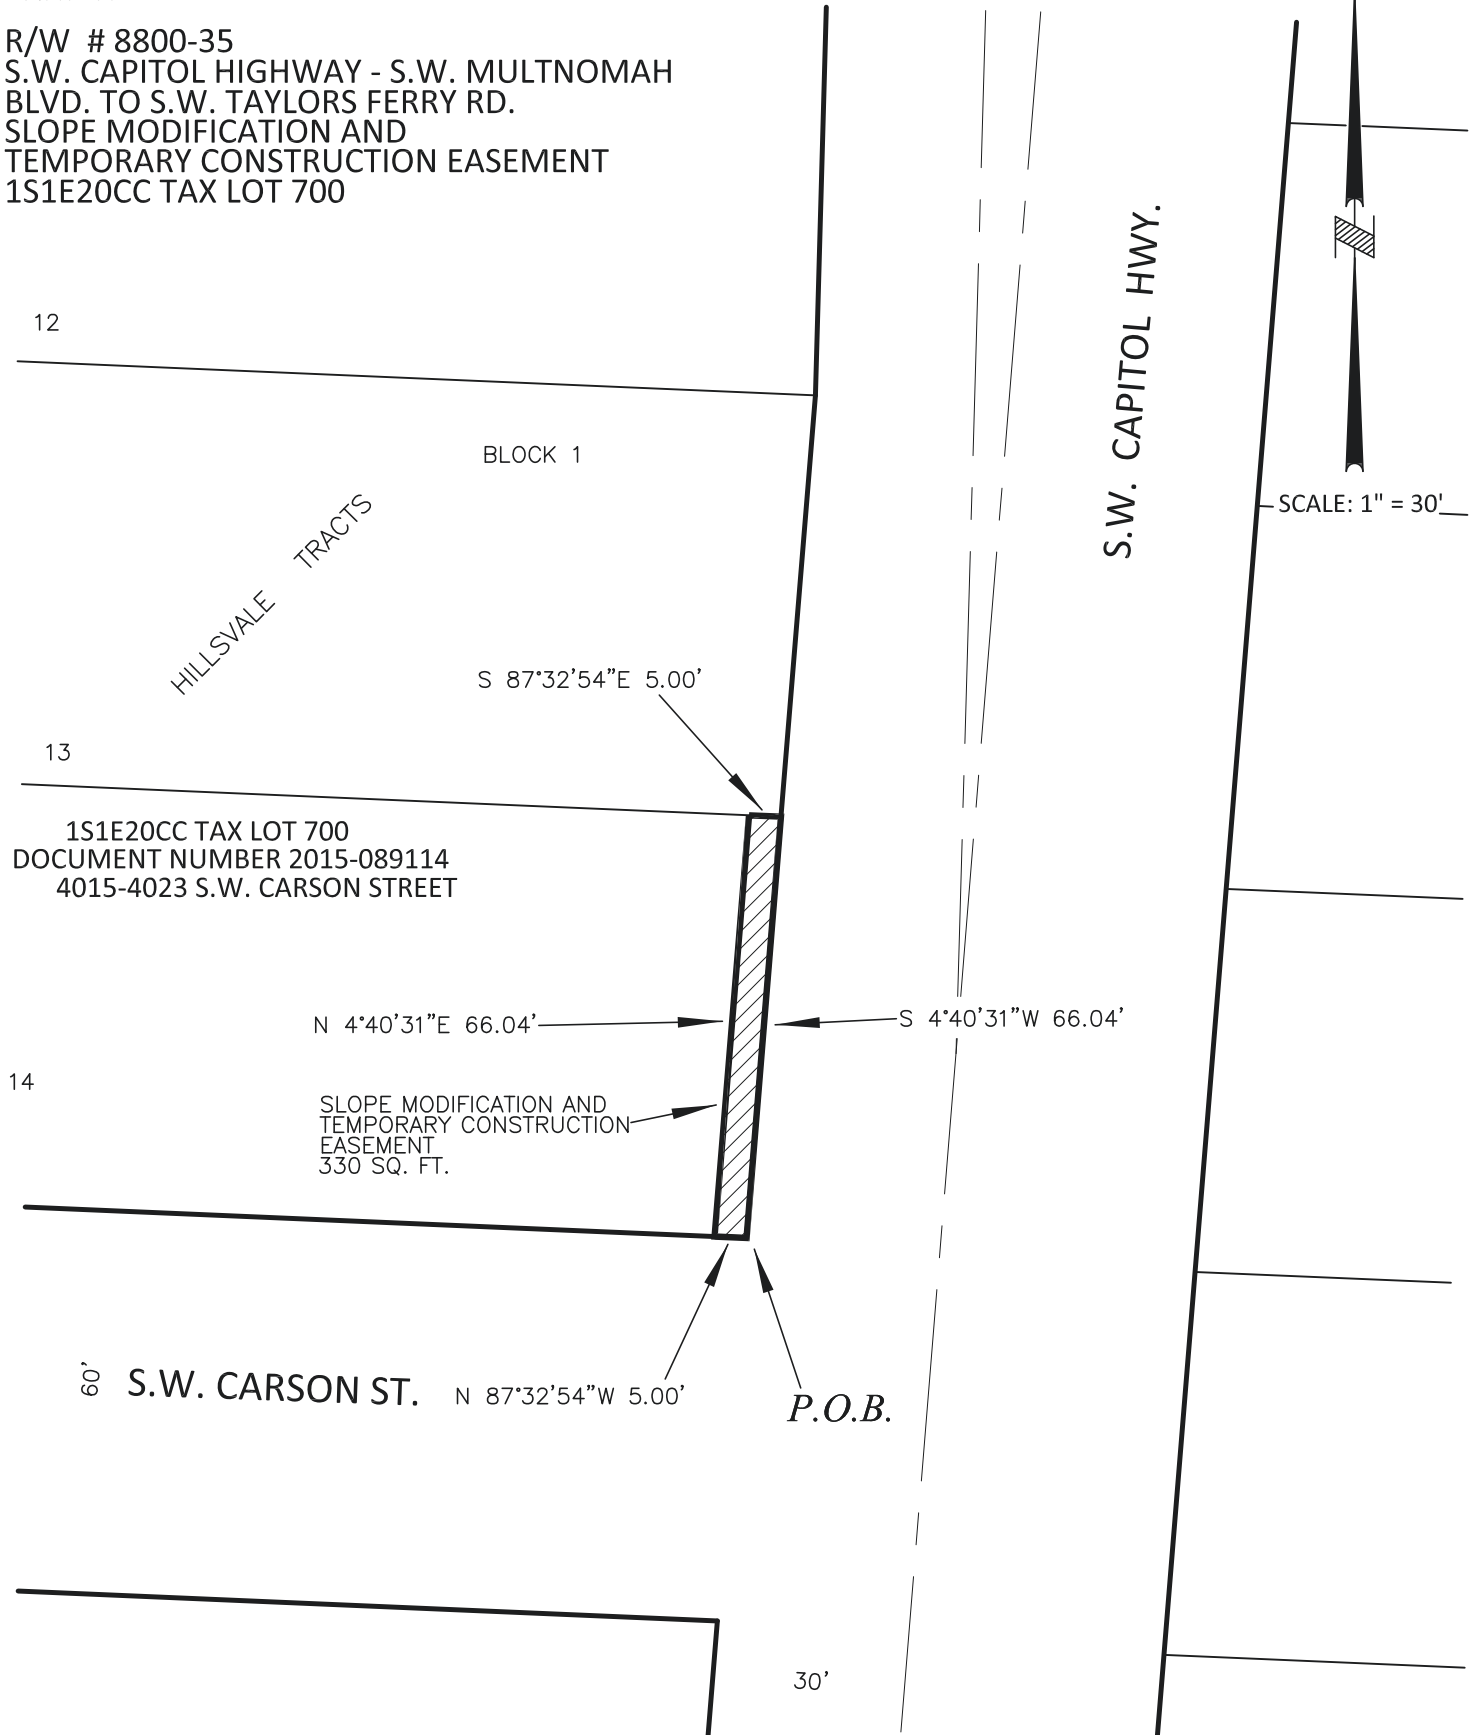 R/W # 8800-35
S.W. CAPITOL HIGHWAY - S.W. MULTNOMAH
BLVD. TO S.W. TAYLORS FERRY RD.
SLOPE MODIFICATION AND
TEMPORARY CONSTRUCTION EASEMENT
1S1E20CC TAX LOT 700
12
BLOCK 1
HILLSVALE TRACTS
S.W. CAPITOL HWY.
SCALE: 1" = 30'
S 87°32'54"E 5.00'
13
1S1E20CC TAX LOT 700
DOCUMENT NUMBER 2015-089114
4015-4023 S.W. CARSON STREET
N 4°40'31"E 66.04'
S 4°40'31"W 66.04'
14
SLOPE MODIFICATION AND
TEMPORARY CONSTRUCTION
EASEMENT
330 SQ. FT.
60'
S.W. CARSON ST.
N 87°32'54"W 5.00'
P.O.B.
30'